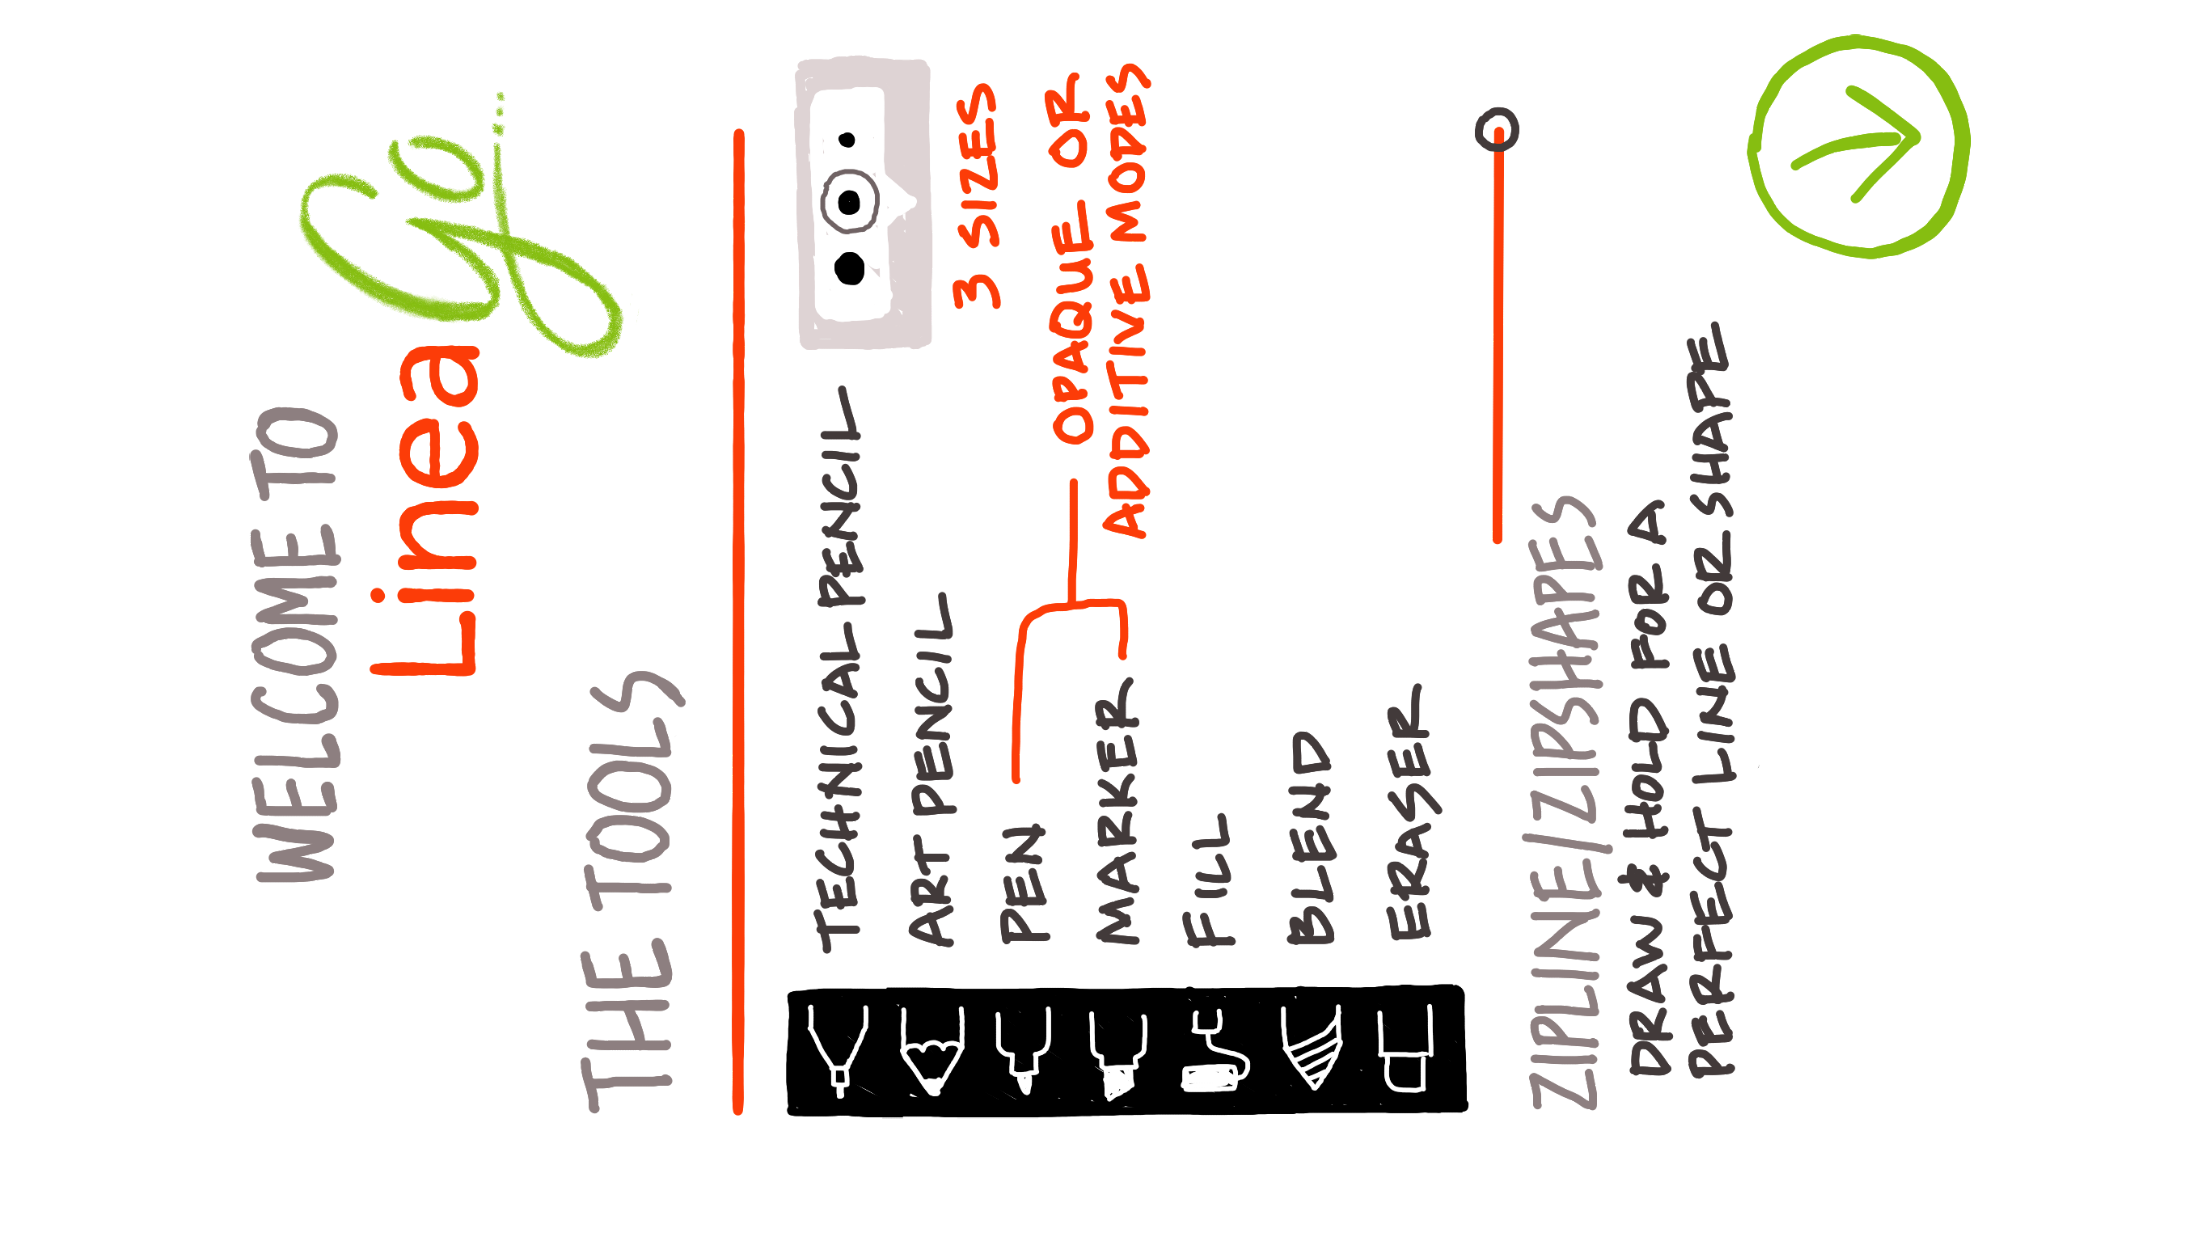 WELCOME TO
Linea Go...
THE TOOLS
TECHNICAL PENCIL
ART PENCIL
3 SIZES
PEN
OPAQUE OR
ADDITIVE MODES
MARKER
FILL
BLEND
ERASER
ZIPLINE/ZIPSHAPES
DRAW & HOLD FOR A
PERFECT LINE OR SHAPE